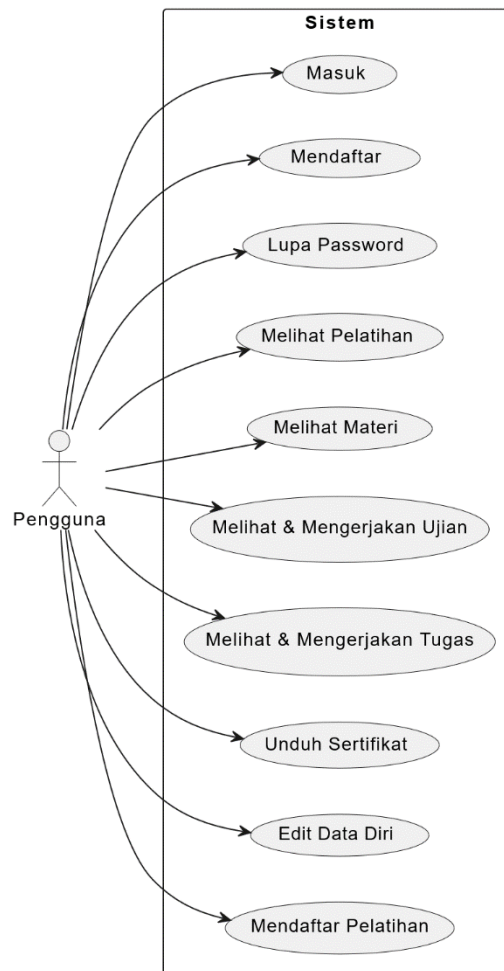 Sistem
Masuk
Mendaftar
Lupa Password
Melihat Pelatihan
Melihat Materi
Pengguna
Melihat & Mengerjakan Ujian
Melihat & Mengerjakan Tugas
Unduh Sertifikat
Edit Data Diri
Mendaftar Pelatihan